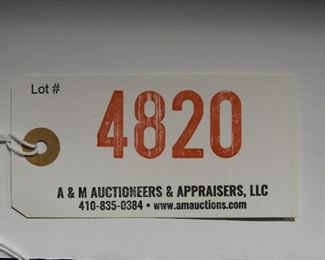 Lot #
4820
A & M AUCTIONEERS & APPRAISERS, LLC
410-835-0384 • www.amauctions.com